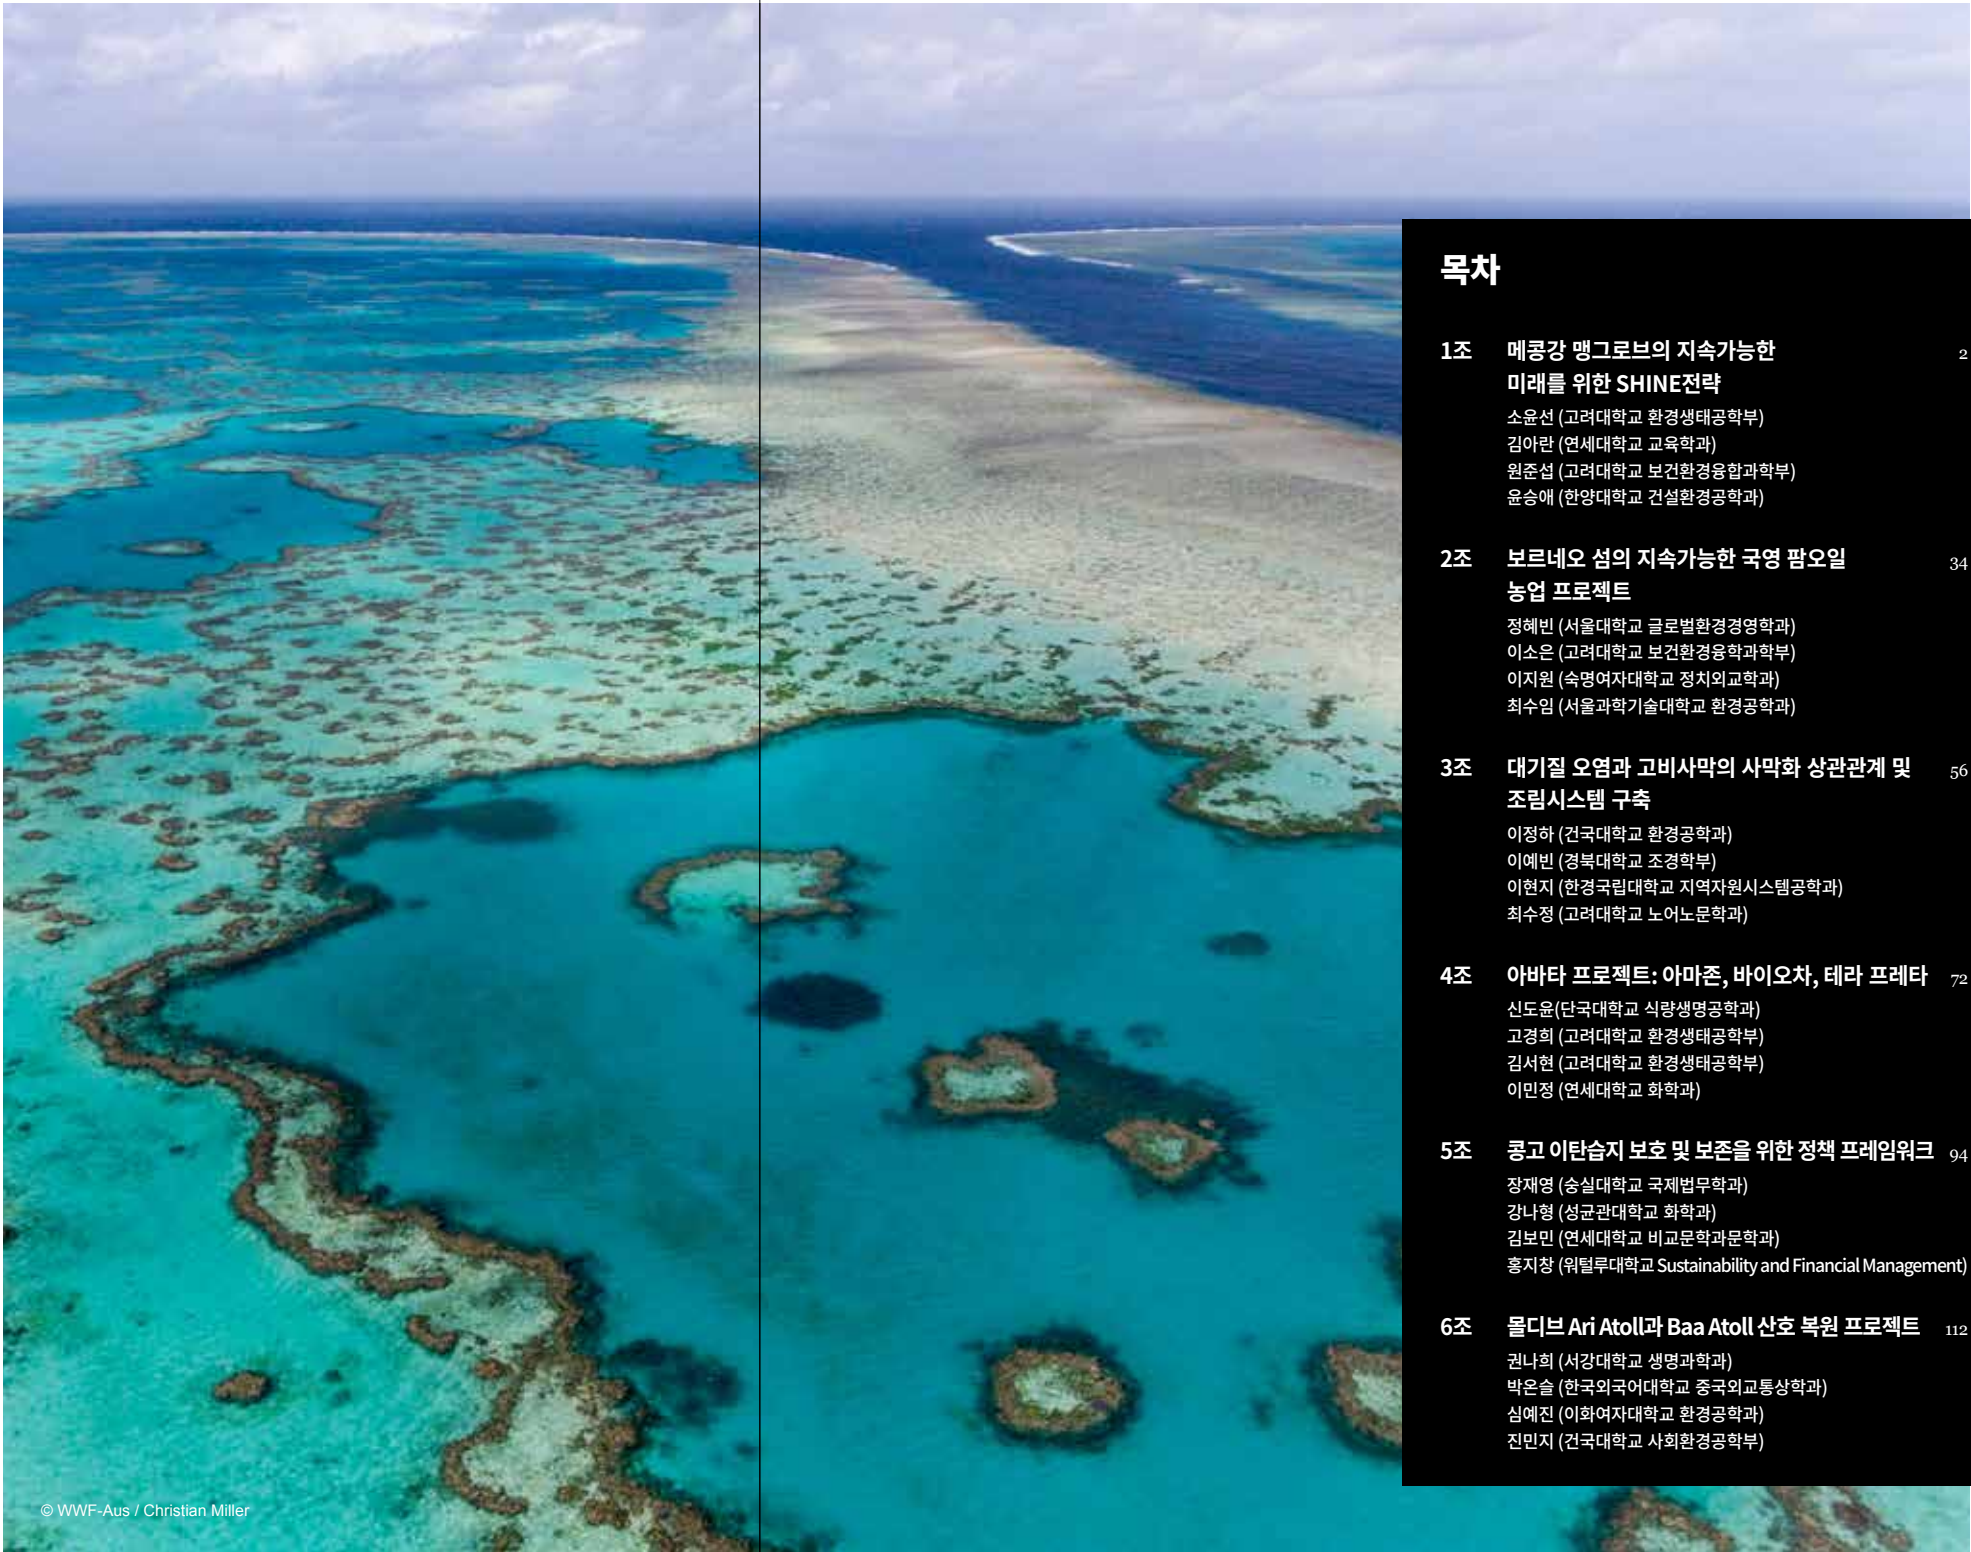 목차
1조 메콩강 맹그로브의 지속가능한 2
미래를 위한 SHINE전략
소윤선 (고려대학교 환경생태공학부)
김아란 (연세대학교 교육학과)
원준섭 (고려대학교 보건환경융합과학부)
윤승애 (한양대학교 건설환경공학과)
2조 보르네오 섬의 지속가능한 국영 팜오일 34
농업 프로젝트
정혜빈 (서울대학교 글로벌환경경영학과)
이소은 (고려대학교 보건환경융학과학부)
이지원 (숙명여자대학교 정치외교학과)
최수임 (서울과학기술대학교 환경공학과)
3조 대기질 오염과 고비사막의 사막화 상관관계 및 56
조림시스템 구축
이정하 (건국대학교 환경공학과)
이예빈 (경북대학교 조경학부)
이현지 (한경국립대학교 지역자원시스템공학과)
최수정 (고려대학교 노어노문학과)
4조 아바타 프로젝트: 아마존, 바이오차, 테라 프레타 72
신도윤(단국대학교 식량생명공학과)
고경희 (고려대학교 환경생태공학부)
김서현 (고려대학교 환경생태공학부)
이민정 (연세대학교 화학과)
5조 콩고 이탄습지 보호 및 보존을 위한 정책 프레임워크 94
장재영 (숭실대학교 국제법무학과)
강나형 (성균관대학교 화학과)
김보민 (연세대학교 비교문학과문학과)
홍지창 (워털루대학교 Sustainability and Financial Management)
6조 몰디브 Ari Atoll과 Baa Atoll 산호 복원 프로젝트 112
권나희 (서강대학교 생명과학과)
박온슬 (한국외국어대학교 중국외교통상학과)
심예진 (이화여자대학교 환경공학과)
진민지 (건국대학교 사회환경공학부)
© WWF-Aus / Christian Miller